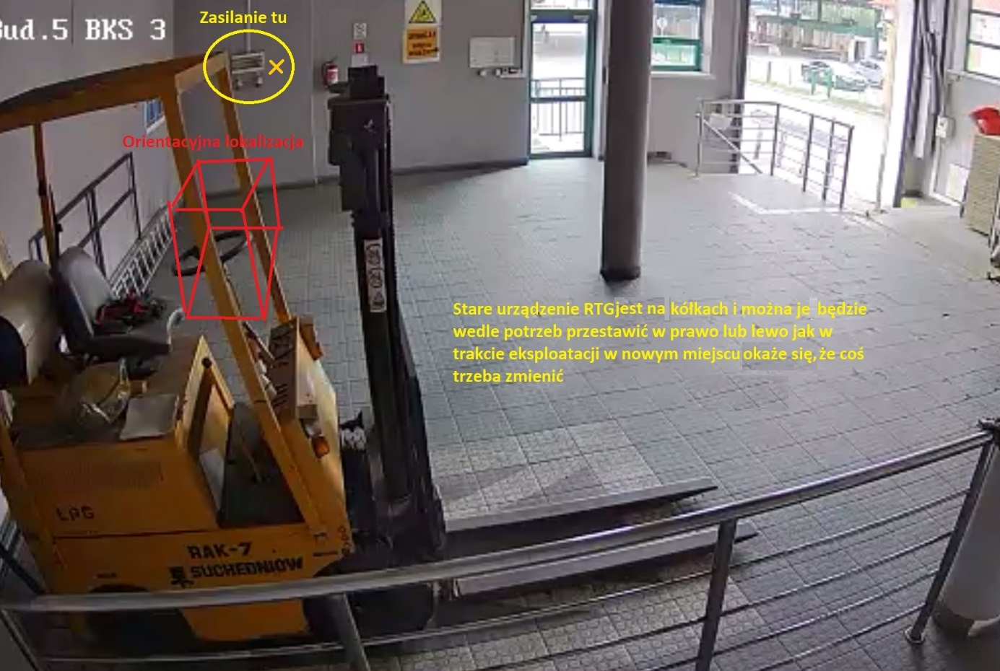 Bud.5 BKS 3
Zasilanie tu
Orientacyjna lokalizacja
Stare urządzenie RTGjest na kółkach i można je będzie
wedle potrzeb przestawić w prawo lub lewo jak w
trakcie eksploatacji w nowym miejscu okaże się, że coś
trzeba zmienić
LPG
RAK-7
SUCHEDNIOW